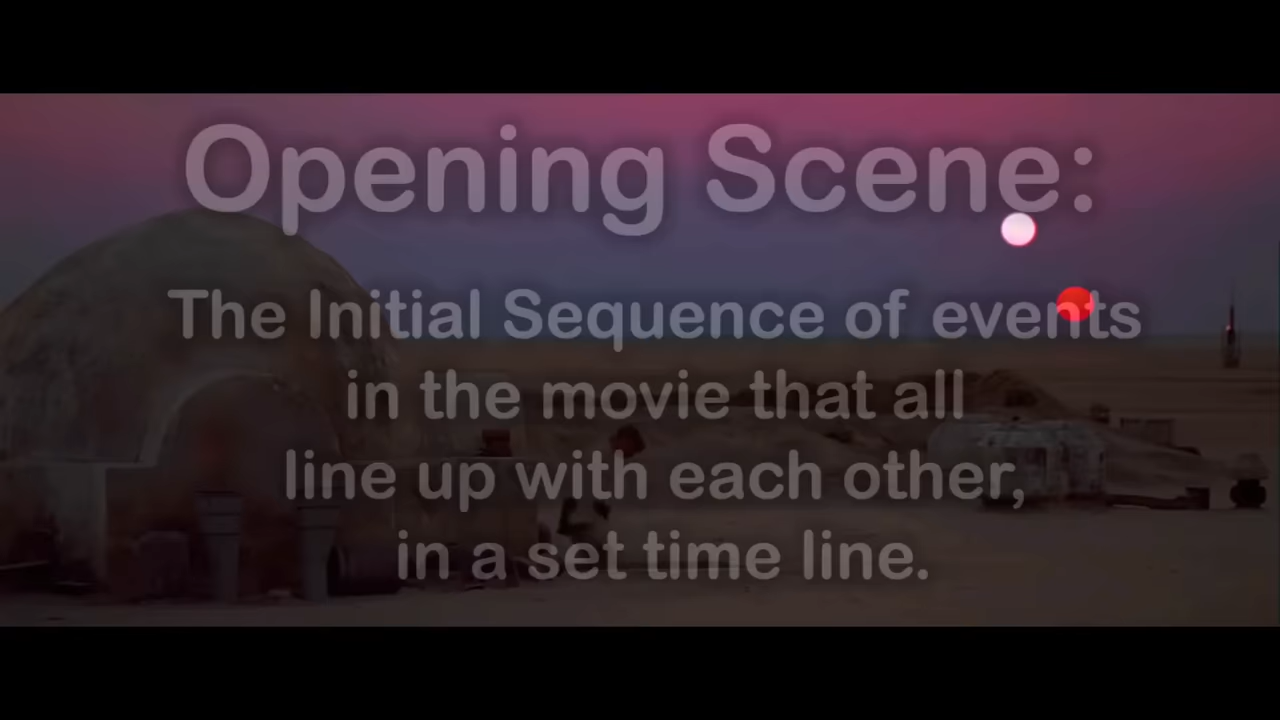 Opening Scene:
The Initial Sequence of events
in the movie that all
line up with each other,
in a set time line.